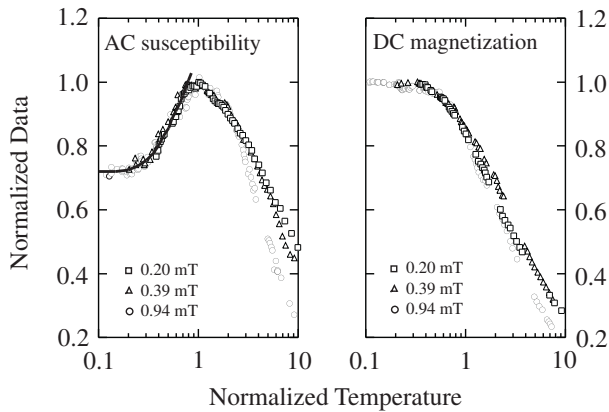 1.2
1.0
0.8
0.6
0.4
0.2
Normalized Data
AC susceptibility
0.20 mT
0.39 mT
0.94 mT
0.1
1
10
DC magnetization
0.20 mT
0.39 mT
0.94 mT
0.1
1
10
1.2
1.0
0.8
0.6
0.4
0.2
Normalized Temperature